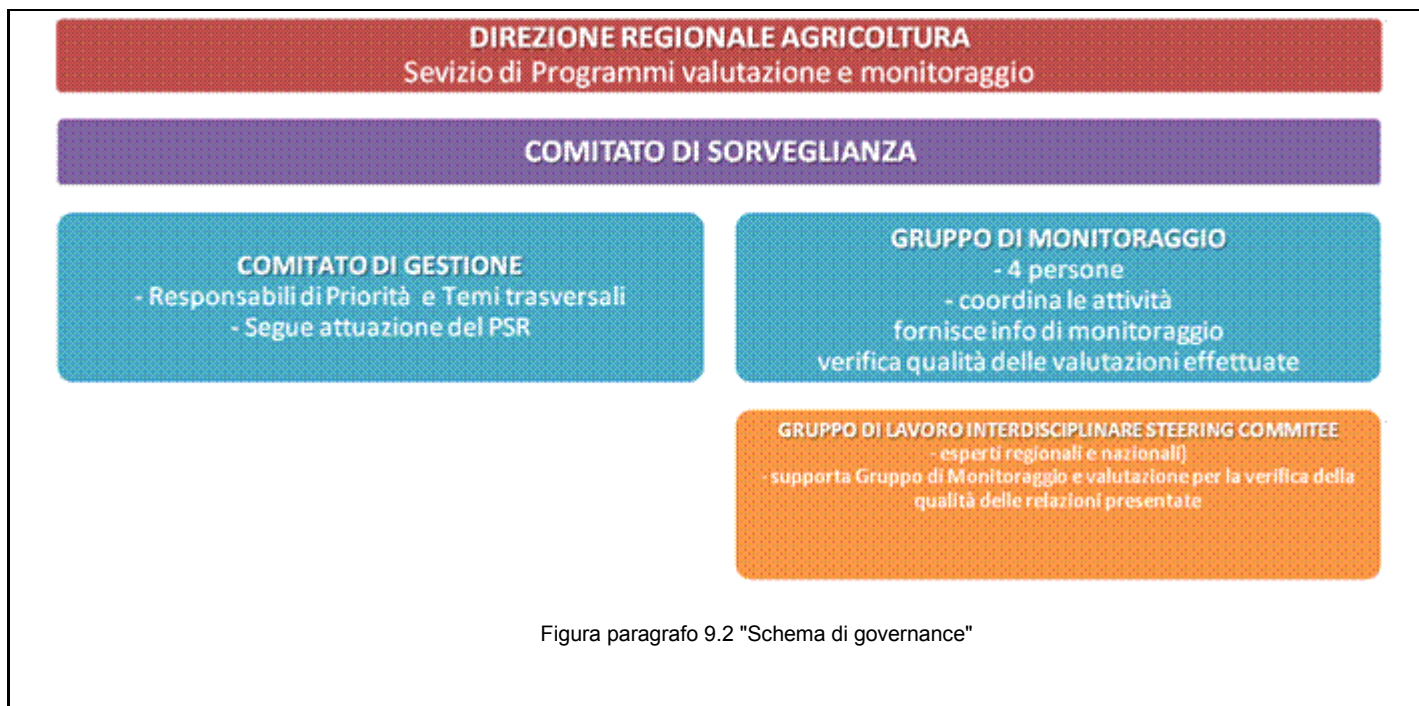 DIREZIONE REGIONALE AGRICOLTURA
Sevizio di Programmi valutazione e monitoraggio
COMITATO DI SORVEGLIANZA
COMITATO DI GESTIONE
- Responsabili di Priorità e Temi trasversali
- Segue attuazione del PSR
GRUPPO DI MONITORAGGIO
- 4 persone
- coordina le attività
fornisce info di monitoraggio
verifica qualità delle valutazioni effettuate
GRUPPO DI LAVORO INTERDISCIPLINARE STEERING COMMITEE
- esperti regionali e nazionali)
- supporta Gruppo di Monitoraggio e valutazione per la verifica della
qualità delle relazioni presentate
Figura paragrafo 9.2 "Schema di governance"